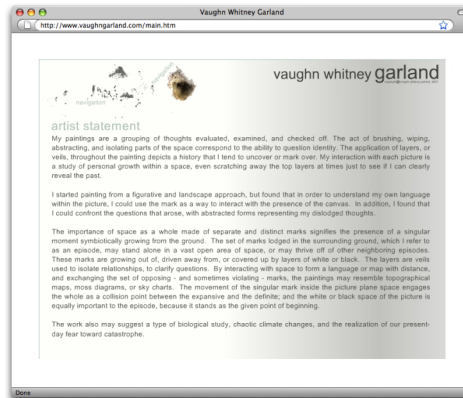 Vaughn Whitney Garland
http://www.vaughngarland.com/main.htm
navigation
navigation
vaughn whitney garland
artist statement
My paintings are a grouping of thoughts evaluated, examined, and checked off. The act of brushing, wiping,
abstracting, and isolating parts of the space correspond to the ability to question identity. The application of layers, or
veils, throughout the painting depicts a history that I tend to uncover or mark over. My interaction with each picture is
a study of personal growth within a space, even scratching away the top layers at times just to see if I can clearly
reveal the past.
I started painting from a figurative and landscape approach, but found that in order to understand my own language
within the picture, I could use the mark as a way to interact with the presence of the canvas. In addition, I found that
I could confront the questions that arose, with abstracted forms representing my dislodged thoughts.
The importance of space as a whole made of separate and distinct marks signifies the presence of a singular
moment symbiotically growing from the ground. The set of marks lodged in the surrounding ground, which I refer to
as an episode, may stand alone in a vast open area of space, or may thrive off of other neighboring episodes.
These marks are growing out of, driven away from, or covered up by layers of white or black. The layers are veils
used to isolate relationships, to clarify questions. By interacting with space to form a language or map with distance,
and exchanging the set of opposing - and sometimes violating - marks, the paintings may resemble topographical
maps, moss diagrams, or sky charts. The movement of the singular mark inside the picture plane space engages
the whole as a collision point between the expansive and the definite; and the white or black space of the picture is
equally important to the episode, because it stands as the given point of beginning.
The work also may suggest a type of biological study, chaotic climate changes, and the realization of our present-
day fear toward catastrophe.
Done